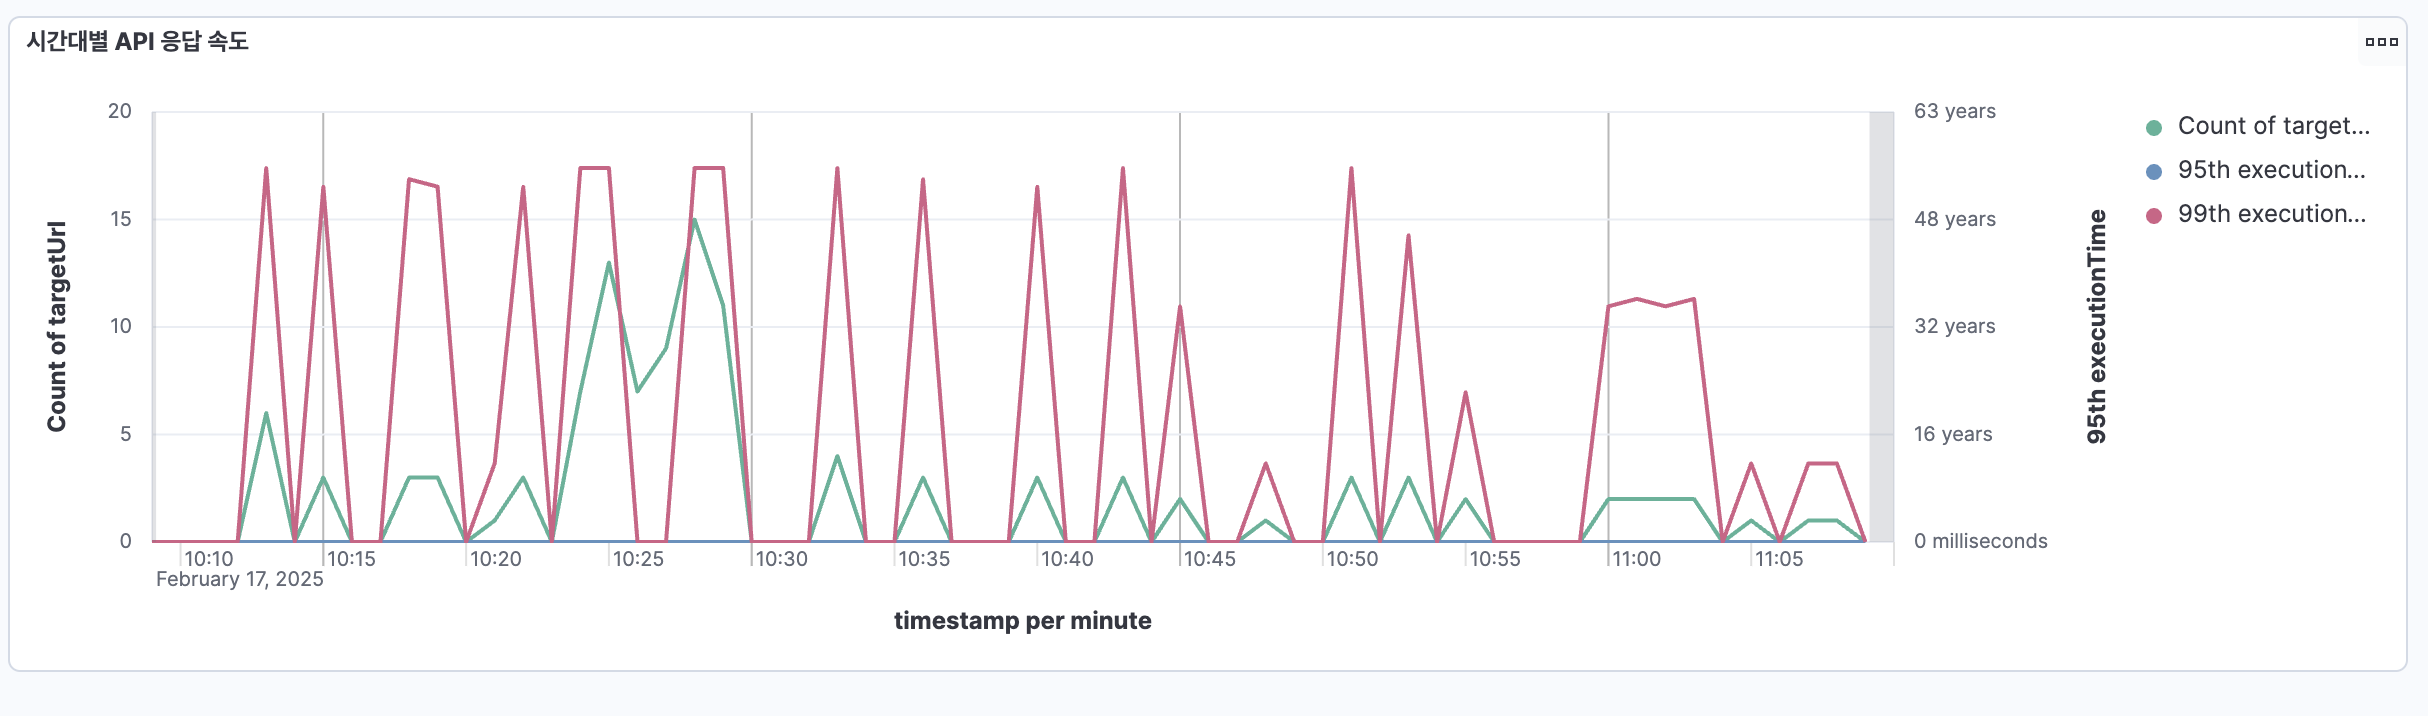 시간대별 API 응답 속도
Count of targetUrl
20
15
10
5
0
63 years
48 years
32 years
16 years
0 milliseconds
95th executionTime
Count of target...
95th execution...
99th execution...
10:10
10:15
10:20
10:25
10:30
10:35
10:40
10:45
10:50
10:55
11:00
11:05
February 17, 2025
timestamp per minute